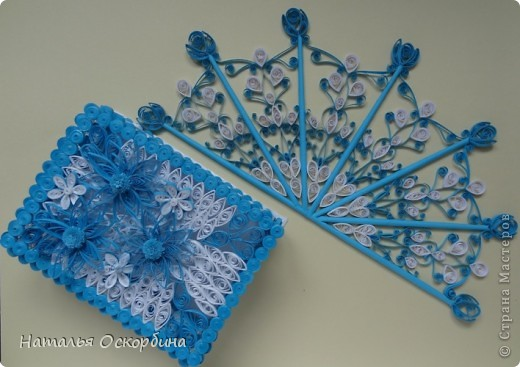 Наталья Оскорбина
© Страна Мастеров